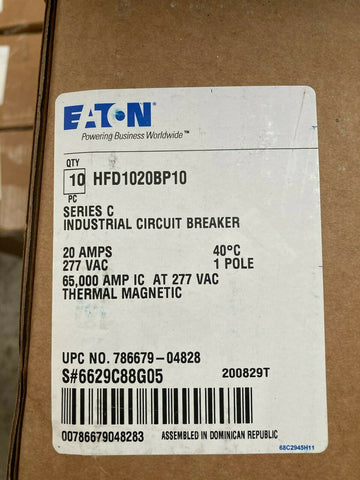 EATON
Powering Business Worldwide™
QTY
10 HFD1020BP10
PC
SERIES C
INDUSTRIAL CIRCUIT BREAKER
20 AMPS 40°C
277 VAC 1 POLE
65,000 AMP IC AT 277 VAC
THERMAL MAGNETIC
UPC NO. 786679-04828
S#6629C88G05 200829T
00786679048283 ASSEMBLED IN DOMINICAN REPUBLIC
68C2945H11